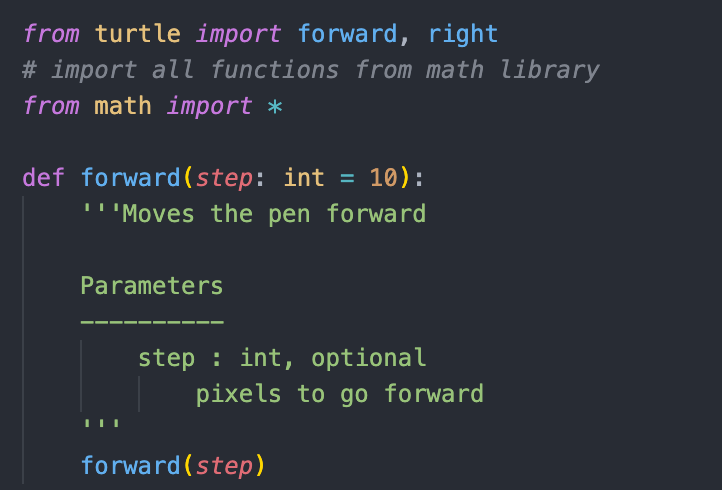 from turtle import forward, right
# import all functions from math library
from math import *
def forward(step: int = 10):
'''Moves the pen forward
Parameters
----------
step : int, optional
pixels to go forward
'''
forward(step)